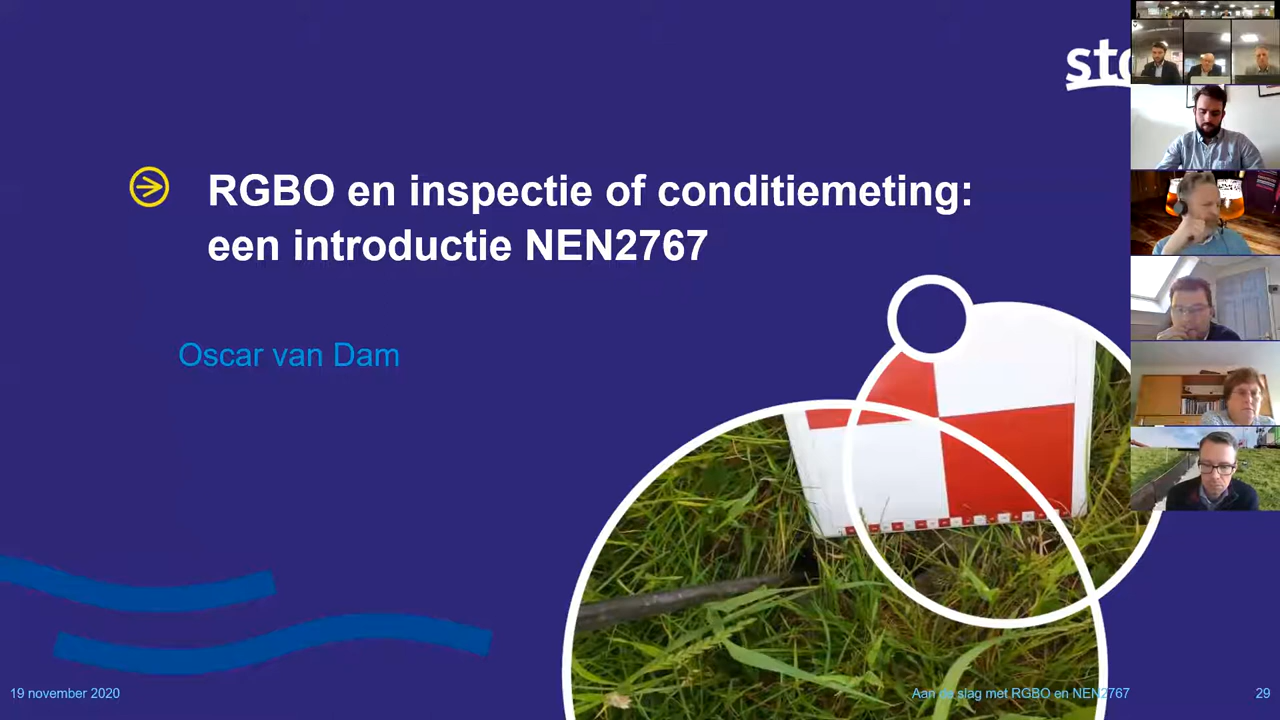 RGBO en inspectie of conditiemeting:
een introductie NEN2767
Oscar van Dam
19 november 2020
Aan de slag met RGBO en NEN2767
29